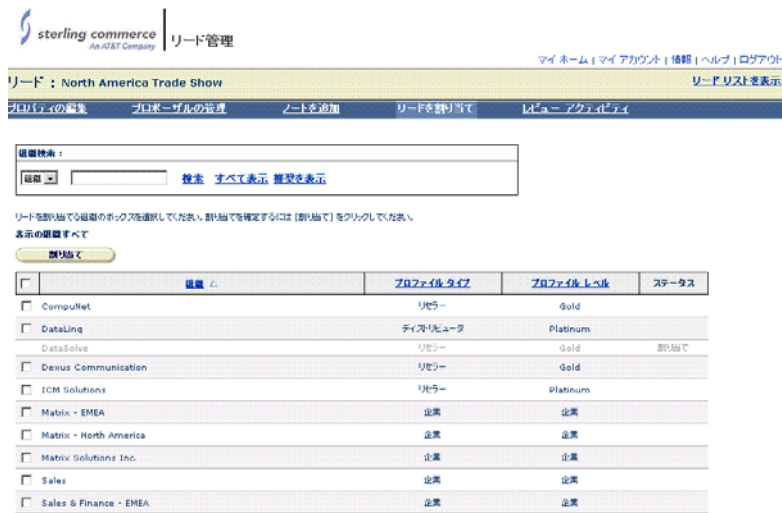 sterling commerce
An AT&T Company
リード管理
マイ ホーム | マイ アカウント | 情報 | ヘルプ | ログアウト
リード : North America Trade Show リード リストを表示
プロパティの編集 プロポーザルの管理 ノートを追加 リードを割り当て レビュー アクティビティ
組織検索 :
組織 検索 すべて表示 推奨を表示
リードを割り当てる組織のボックスを選択してください。割り当てを確定するには [割り当て] をクリックしてください。
表示の組織すべて
割り当て
組織 プロファイル タイプ プロファイル レベル ステータス
CompuNet リセラー Gold
DataLinq ディストリビュータ Platinum
DataSolve リセラー Gold 割り当て
Dexus Communication リセラー Gold
ICM Solutions リセラー Platinum
Matrix - EMEA 企業 企業
Matrix - North America 企業 企業
Matrix Solutions Inc. 企業 企業
Sales 企業 企業
Sales & Finance - EMEA 企業 企業